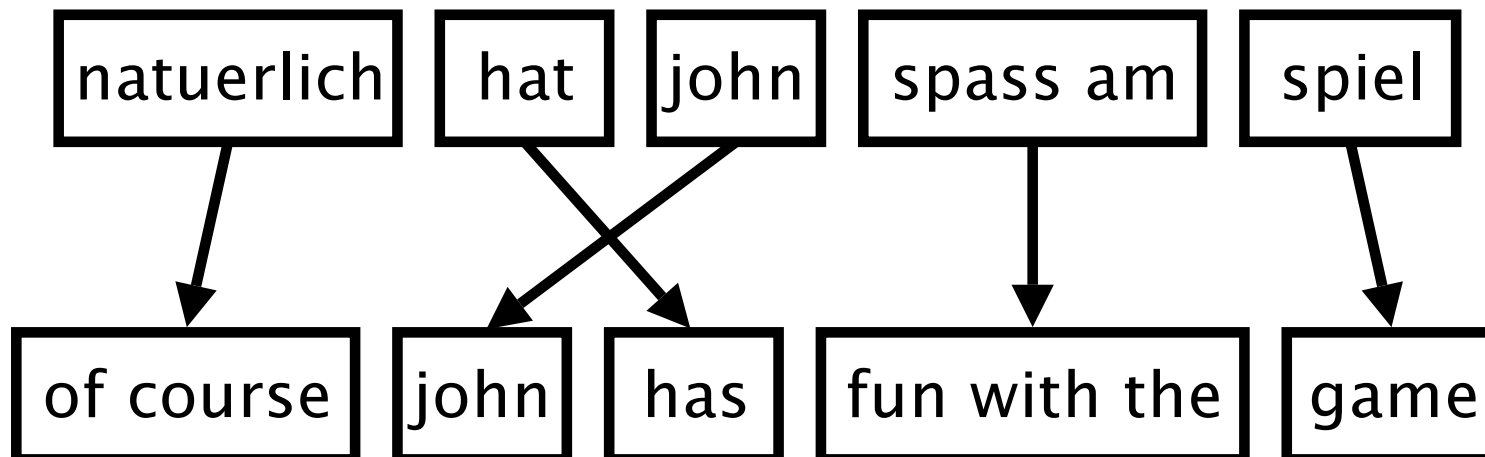 natuerlich hat john spass am spiel
of course john has fun with the game